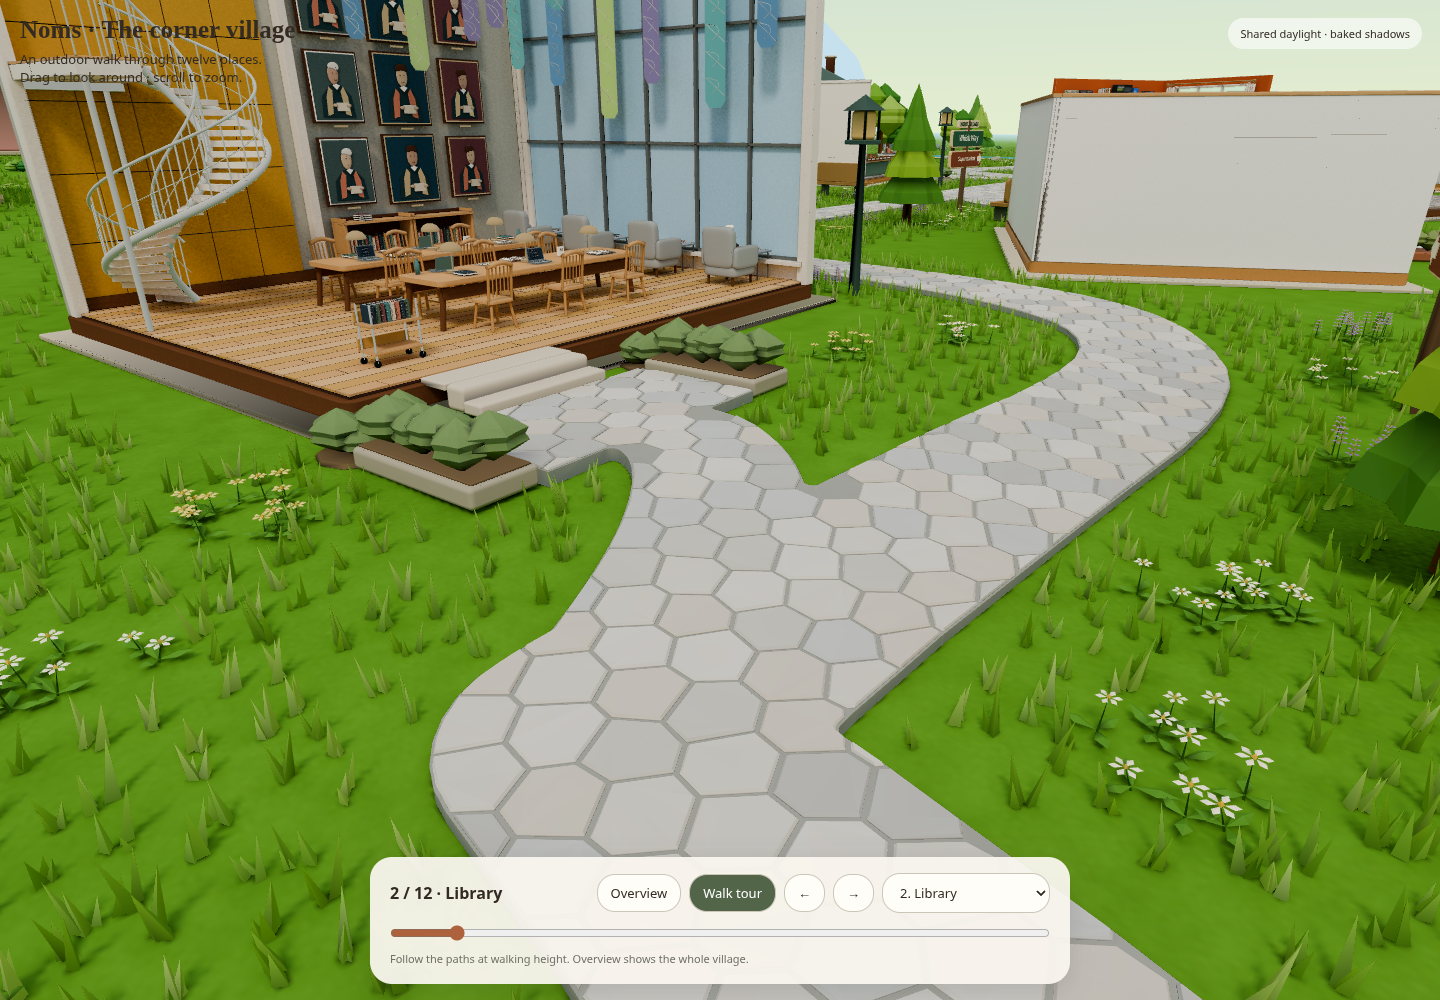 Noms · The corner village
An outdoor walk through twelve places.
Drag to look around · scroll to zoom.
Shared daylight · baked shadows
2 / 12 · Library
Overview
Walk tour
←
→
2. Library
Follow the paths at walking height. Overview shows the whole village.